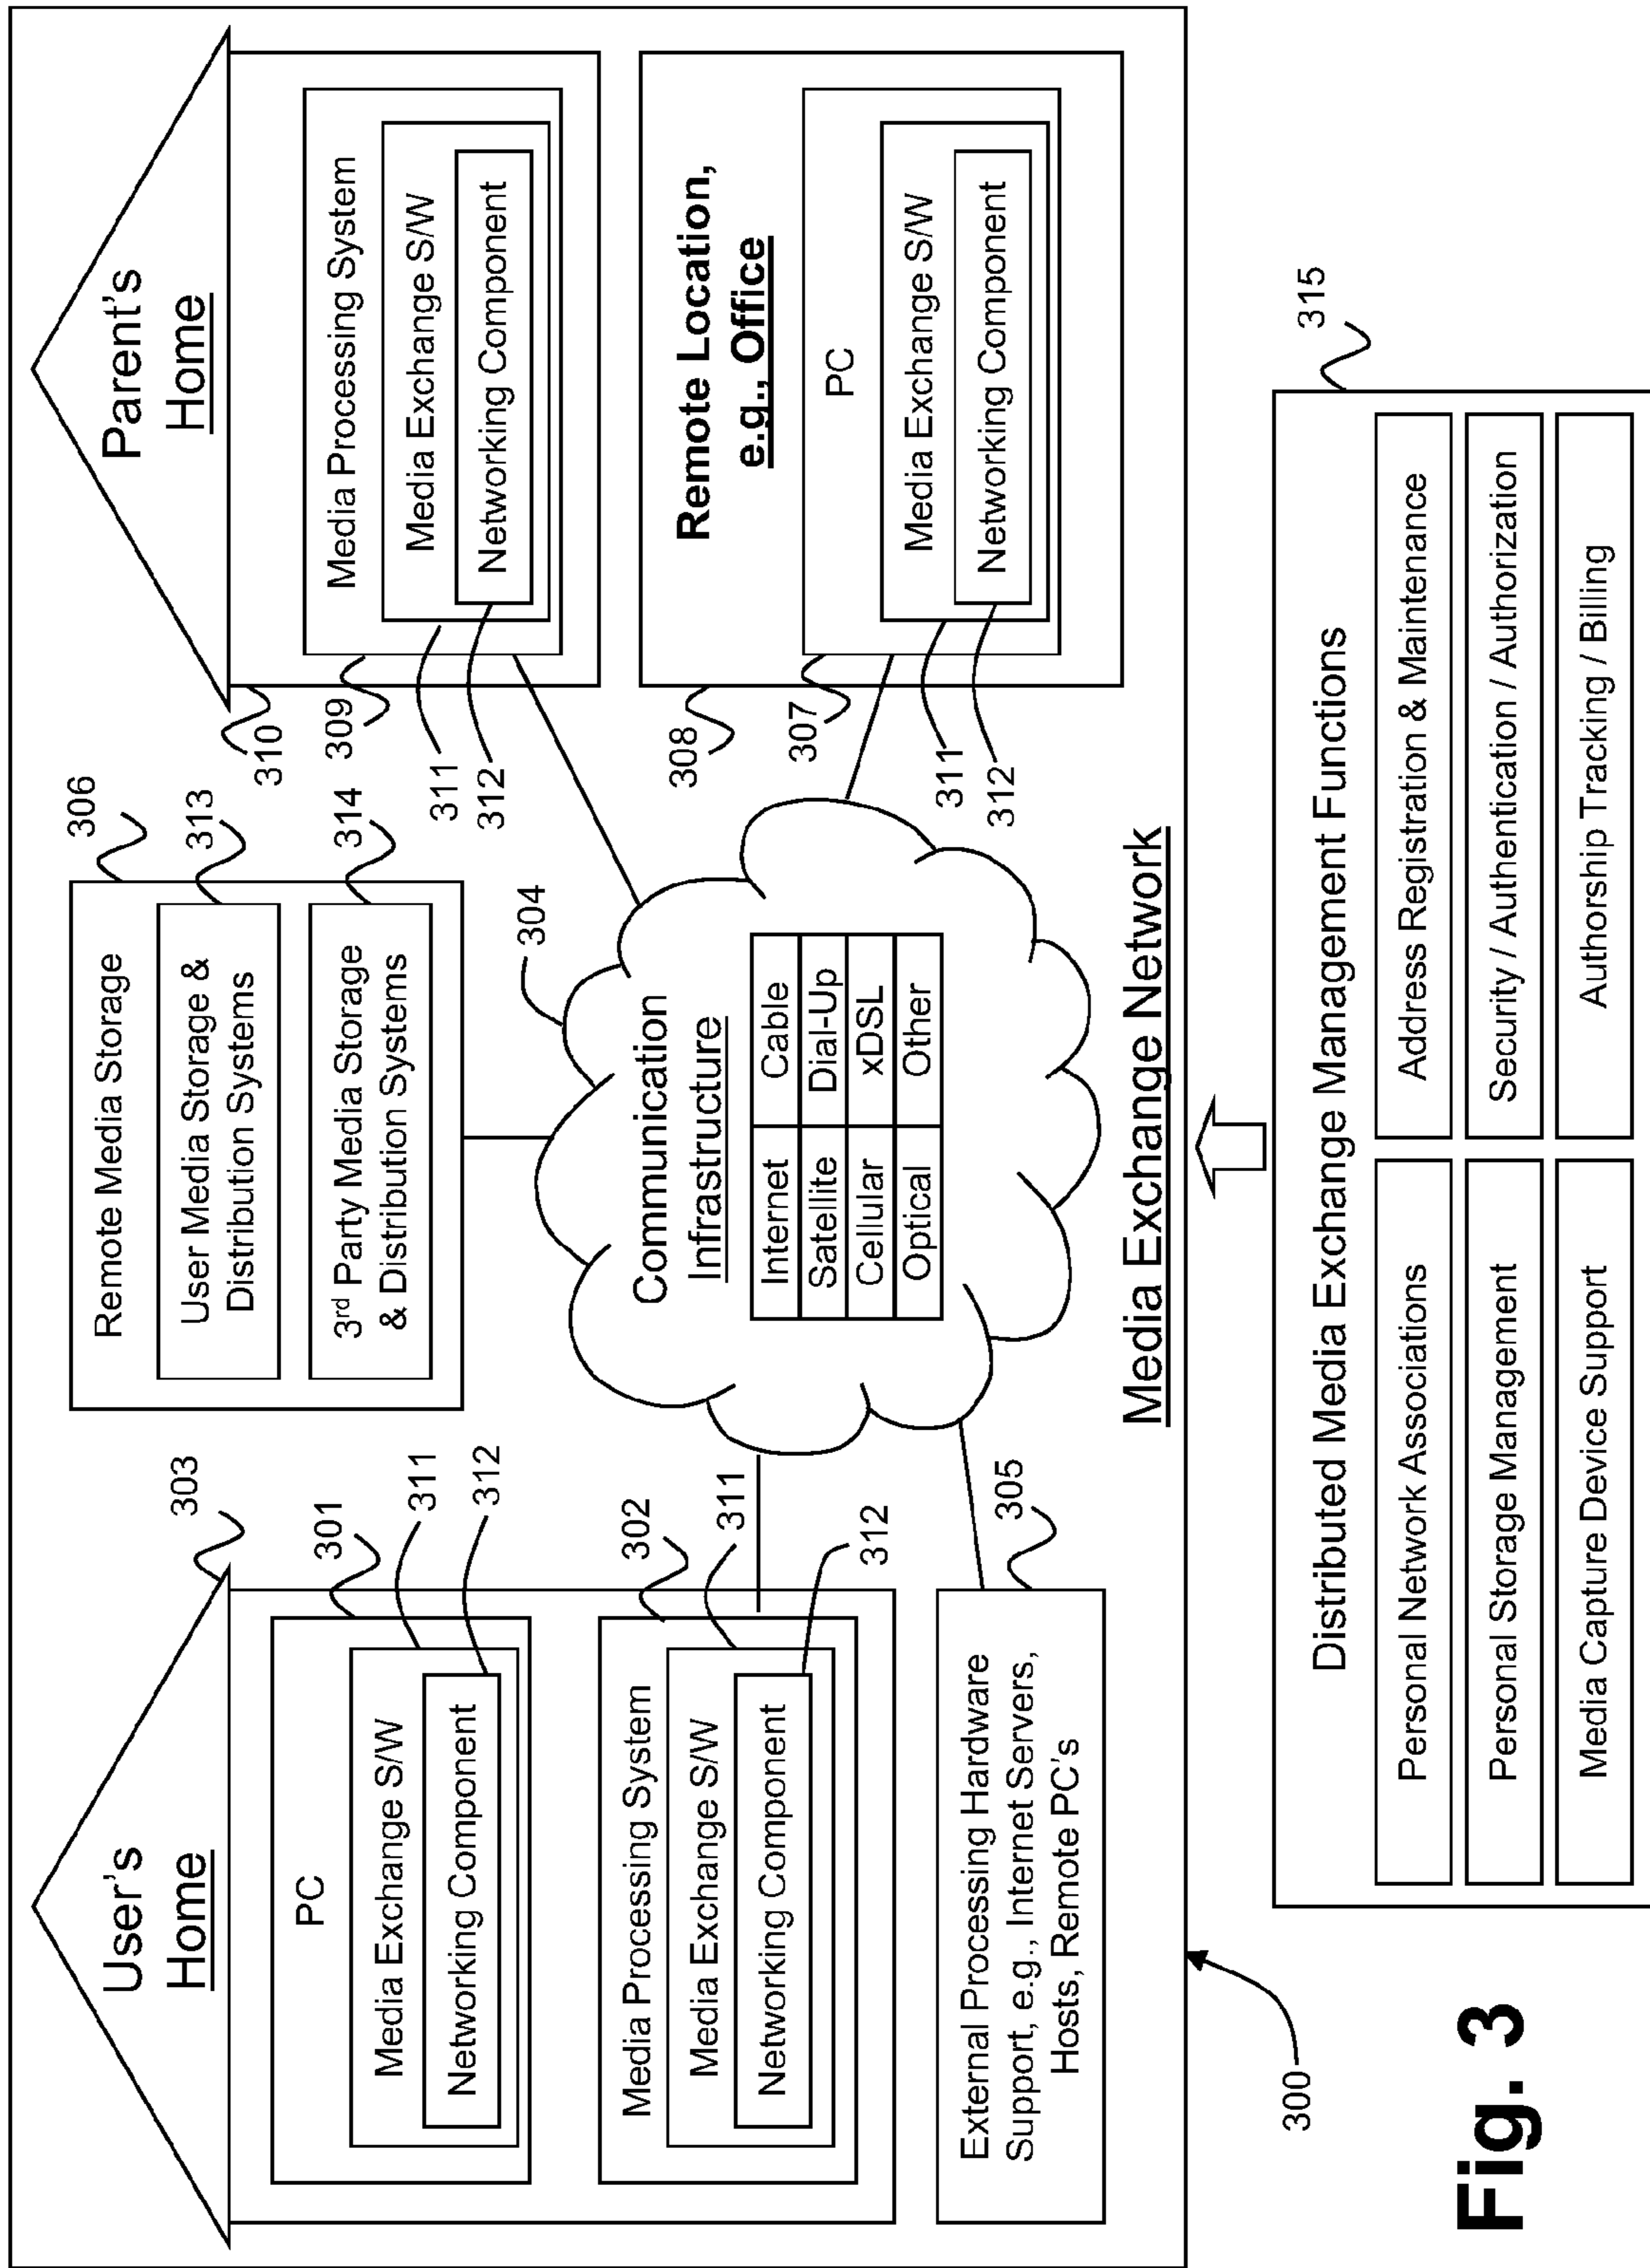 User's
Home
303
PC
301
Media Exchange S/W
311
Networking Component
312
Media Processing System
302
Media Exchange S/W
311
Networking Component
312
External Processing Hardware
Support, e.g., Internet Servers,
Hosts, Remote PC's
305
300
Remote Media Storage
306
User Media Storage &
Distribution Systems
313
3rd Party Media Storage
& Distribution Systems
314
304
Communication
Infrastructure
Internet Cable
Satellite Dial-Up
Cellular xDSL
Optical Other
Parent's
Home
310
Media Processing System
309
Media Exchange S/W
311
Networking Component
312
Remote Location,
e.g., Office
308
PC
307
Media Exchange S/W
311
Networking Component
312
Media Exchange Network
Distributed Media Exchange Management Functions
315
Personal Network Associations
Address Registration & Maintenance
Personal Storage Management
Security / Authentication / Authorization
Media Capture Device Support
Authorship Tracking / Billing
Fig. 3